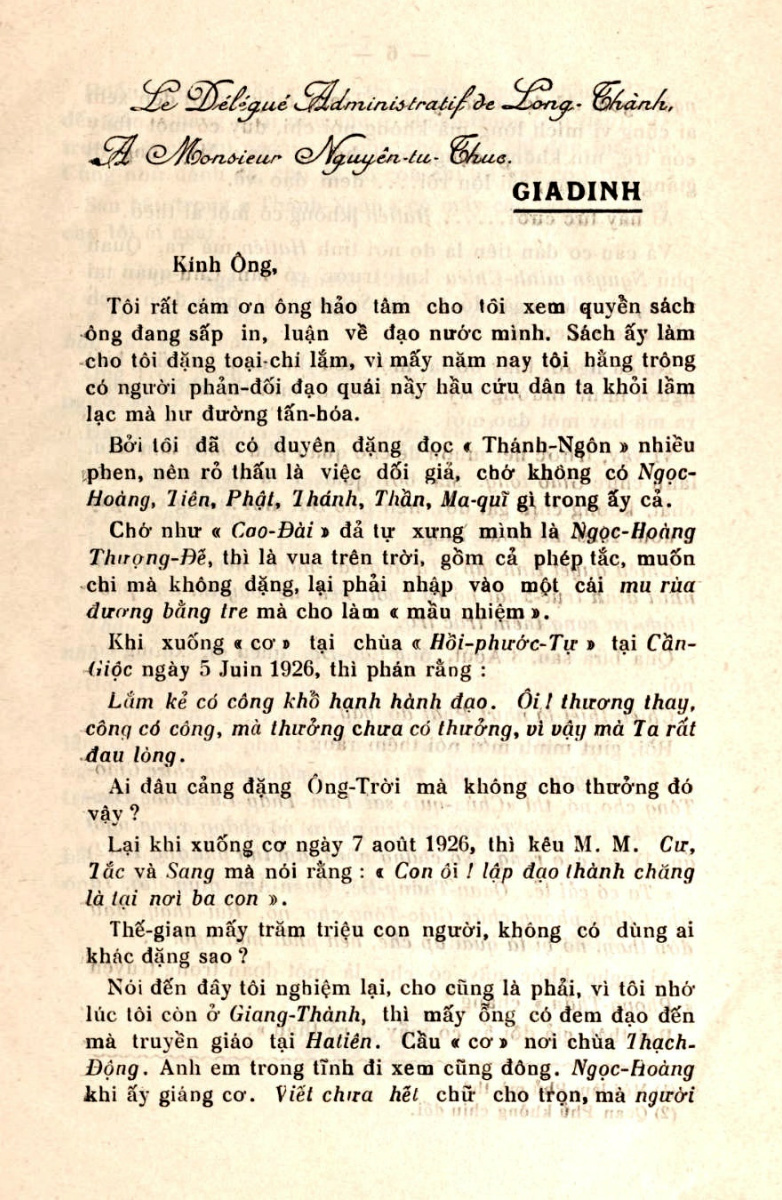 Le Délégué Administratif de Long-Thành,
A Monsieur Nguyên-tu-Thuc.
GIADINH
Kính Ông,
Tôi rất cám ơn ông hảo tâm cho tôi xem quyền sách
ông đang sấp in, luận về đạo nước mình. Sách ấy làm
cho tôi đặng toại-chí lắm, vì mấy năm nay tôi hằng trông
có người phản-đối đạo quái nầy hầu cứu dân ta khỏi lầm
lạc mà hư đường tấn-hóa.
Bởi tôi đã có duyên đặng đọc « Thánh-Ngôn » nhiều
phen, nên rỏ thấu là việc dối giả, chớ không có Ngọc-
Hoàng, Tiên, Phật, Thánh, Thần, Ma-quĩ gì trong ấy cả.
Chớ như « Cao-Đài » đả tự xưng mình là Ngọc-Hoàng
Thượng-Đế, thì là vua trên trời, gồm cả phép tắc, muốn
chi mà không dặng, lại phải nhập vào một cái mu rùa
đương bằng tre mà cho làm « mầu nhiệm ».
Khi xuống « cơ » tại chùa « Hồi-phước-Tự » tại Cần-
Giộc ngày 5 Juin 1926, thì phán rằng :
Lắm kẻ có công khổ hạnh hành đạo. Ôi ! thương thay,
công có công, mà thưởng chưa có thưởng, vì vậy mà Ta rất
đau lòng.
Ai đâu cảng đặng Ông-Trời mà không cho thưởng đó
vậy ?
Lại khi xuống cơ ngày 7 août 1926, thì kêu M. M. Cư,
Tắc và Sang mà nói rằng : « Con ôi ! lập đạo thành chăng
là tại nơi ba con ».
Thế-gian mấy trăm triệu con người, không có dùng ai
khác đặng sao ?
Nói đến đây tôi nghiệm lại, cho cũng là phải, vì tôi nhớ
lúc tôi còn ở Giang-Thành, thì mấy ổng có đem đạo đến
mà truyền giáo tại Hatiên. Cầu « cơ » nơi chùa Thạch-
Động. Anh em trong tĩnh đi xem cũng đông. Ngọc-Hoàng
khi ấy giáng cơ. Viết chưa hết chữ cho trọn, mà người